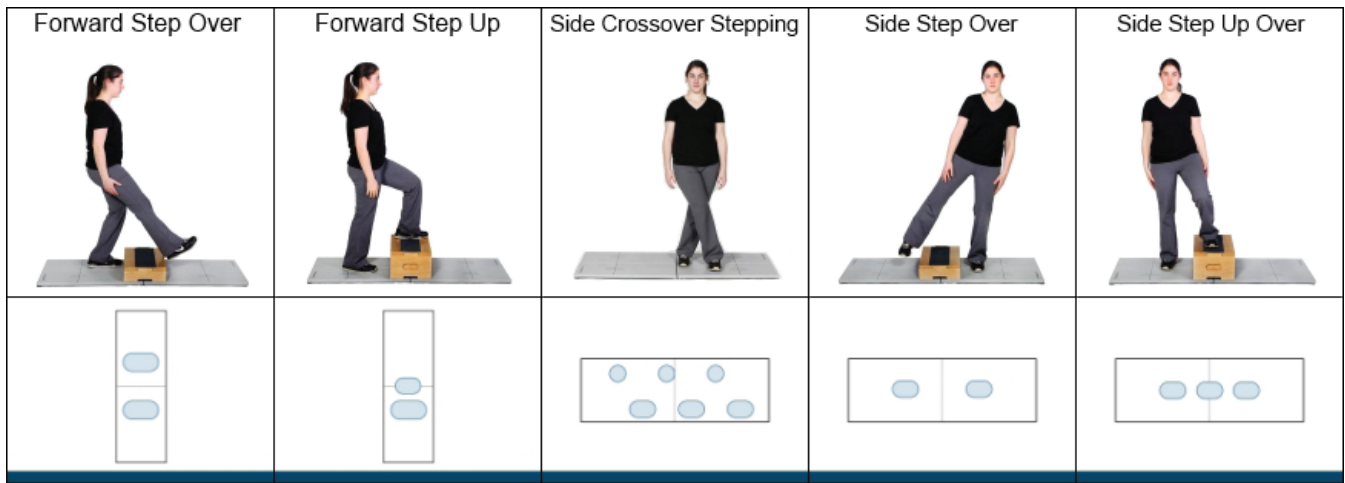 Forward Step Over
Forward Step Up
Side Crossover Stepping
Side Step Over
Side Step Up Over